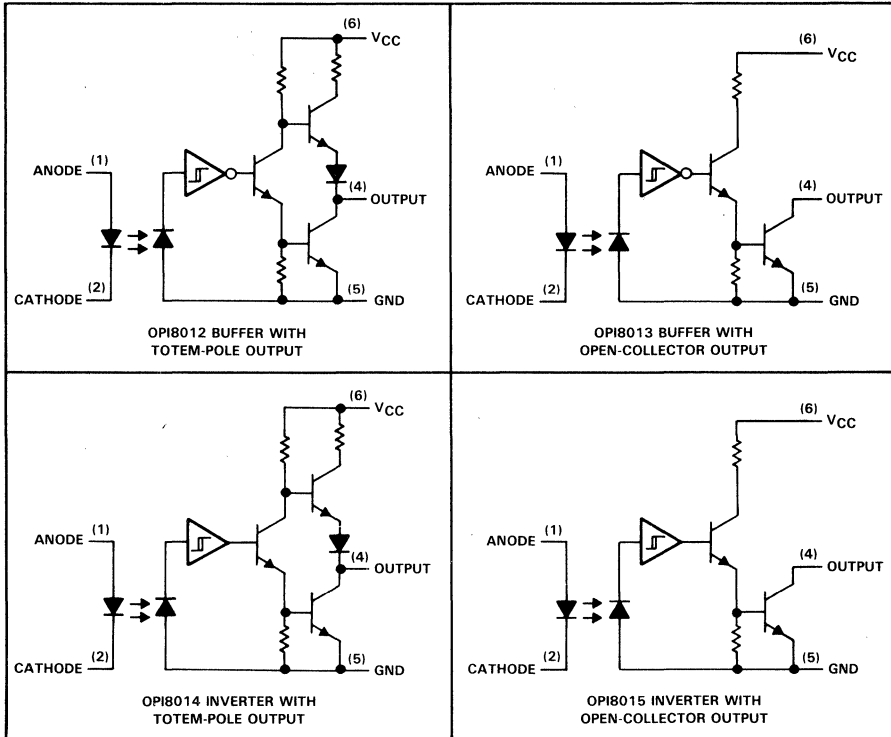 (6)
VCC
(1)
ANODE
(4)
OUTPUT
(2)
CATHODE
(5)
GND
OPI8012 BUFFER WITH
TOTEM-POLE OUTPUT
(6)
VCC
(1)
ANODE
(4)
OUTPUT
(2)
CATHODE
(5)
GND
OPI8013 BUFFER WITH
OPEN-COLLECTOR OUTPUT
(6)
VCC
(1)
ANODE
(4)
OUTPUT
(2)
CATHODE
(5)
GND
OPI8014 INVERTER WITH
TOTEM-POLE OUTPUT
(6)
VCC
(1)
ANODE
(4)
OUTPUT
(2)
CATHODE
(5)
GND
OPI8015 INVERTER WITH
OPEN-COLLECTOR OUTPUT